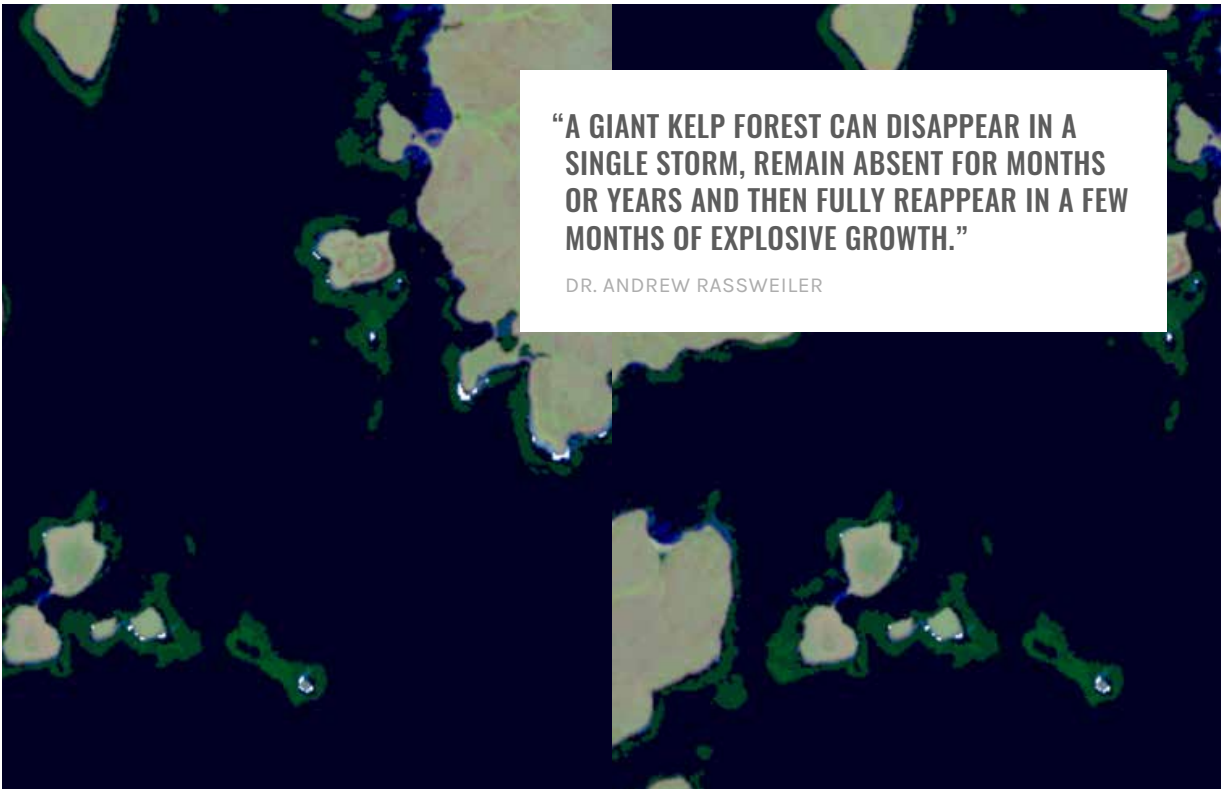 “A GIANT KELP FOREST CAN DISAPPEAR IN A
SINGLE STORM, REMAIN ABSENT FOR MONTHS
OR YEARS AND THEN FULLY REAPPEAR IN A FEW
MONTHS OF EXPLOSIVE GROWTH.”
DR. ANDREW RASSWEILER